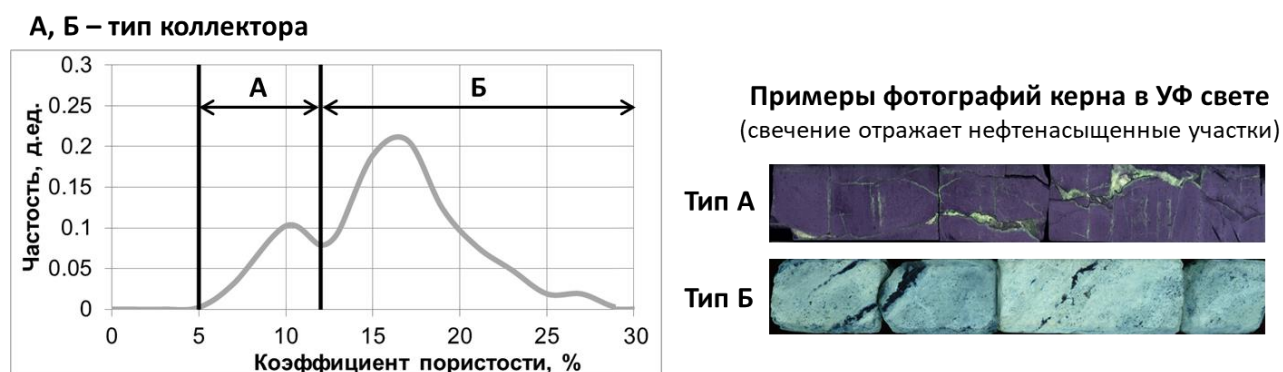 А, Б – тип коллектора
0.3
0.25
0.2
0.15
0.1
0.05
0
Частость, д.ед.
А
Б
0
5
10
15
20
25
30
Коэффициент пористости, %
Примеры фотографий керна в УФ свете
(свечение отражает нефтенасыщенные участки)
Тип А
Тип Б